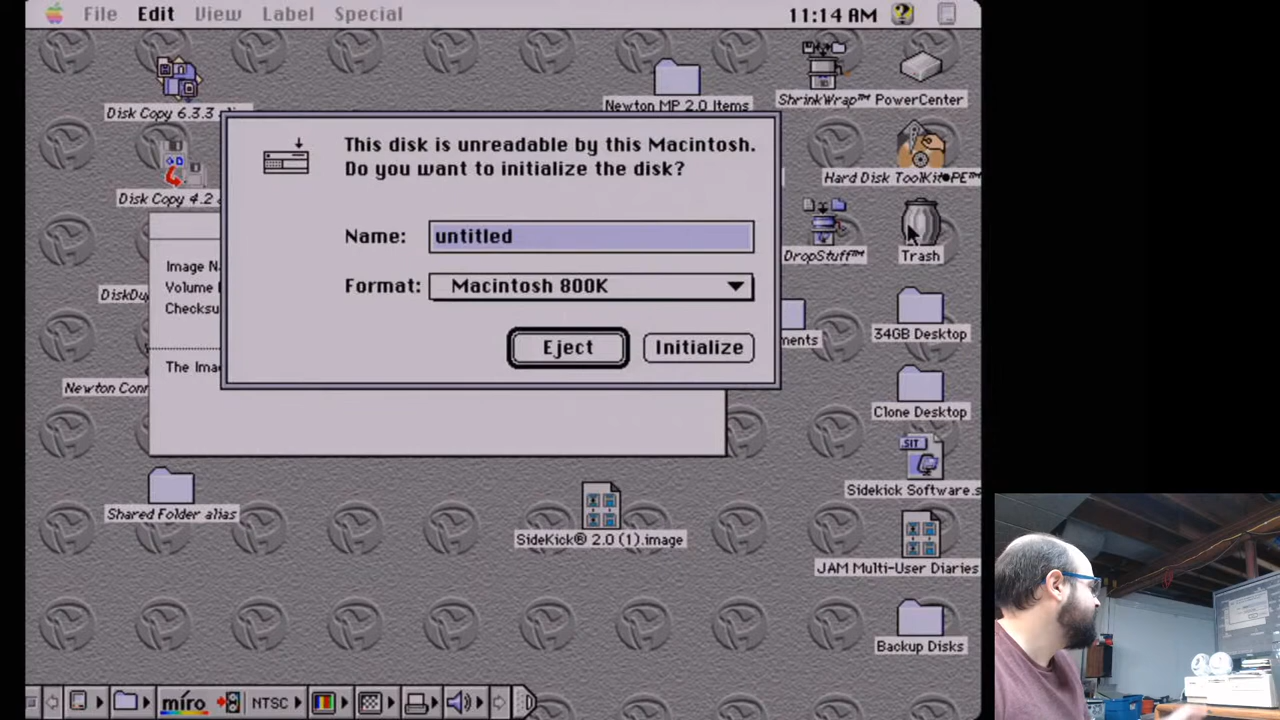 File Edit View Label Special 11:14 AM
Disk Copy 6.3.3
Newton MP 2.0 Items
ShrinkWrap™
PowerCenter
This disk is unreadable by this Macintosh.
Do you want to initialize the disk?
Hard Disk ToolKit•PE™
Disk Copy 4.2
Name: untitled
DropStuff™
Trash
Image N
Volume
Checksu
Format: Macintosh 800K
34GB Desktop
Eject Initialize
ments
The Ima
Newton Conn
Clone Desktop
SIT
Sidekick Software.s
Shared Folder alias
SideKick® 2.0 (1).image
JAM Multi-User Diaries
Backup Disks
miro NTSC